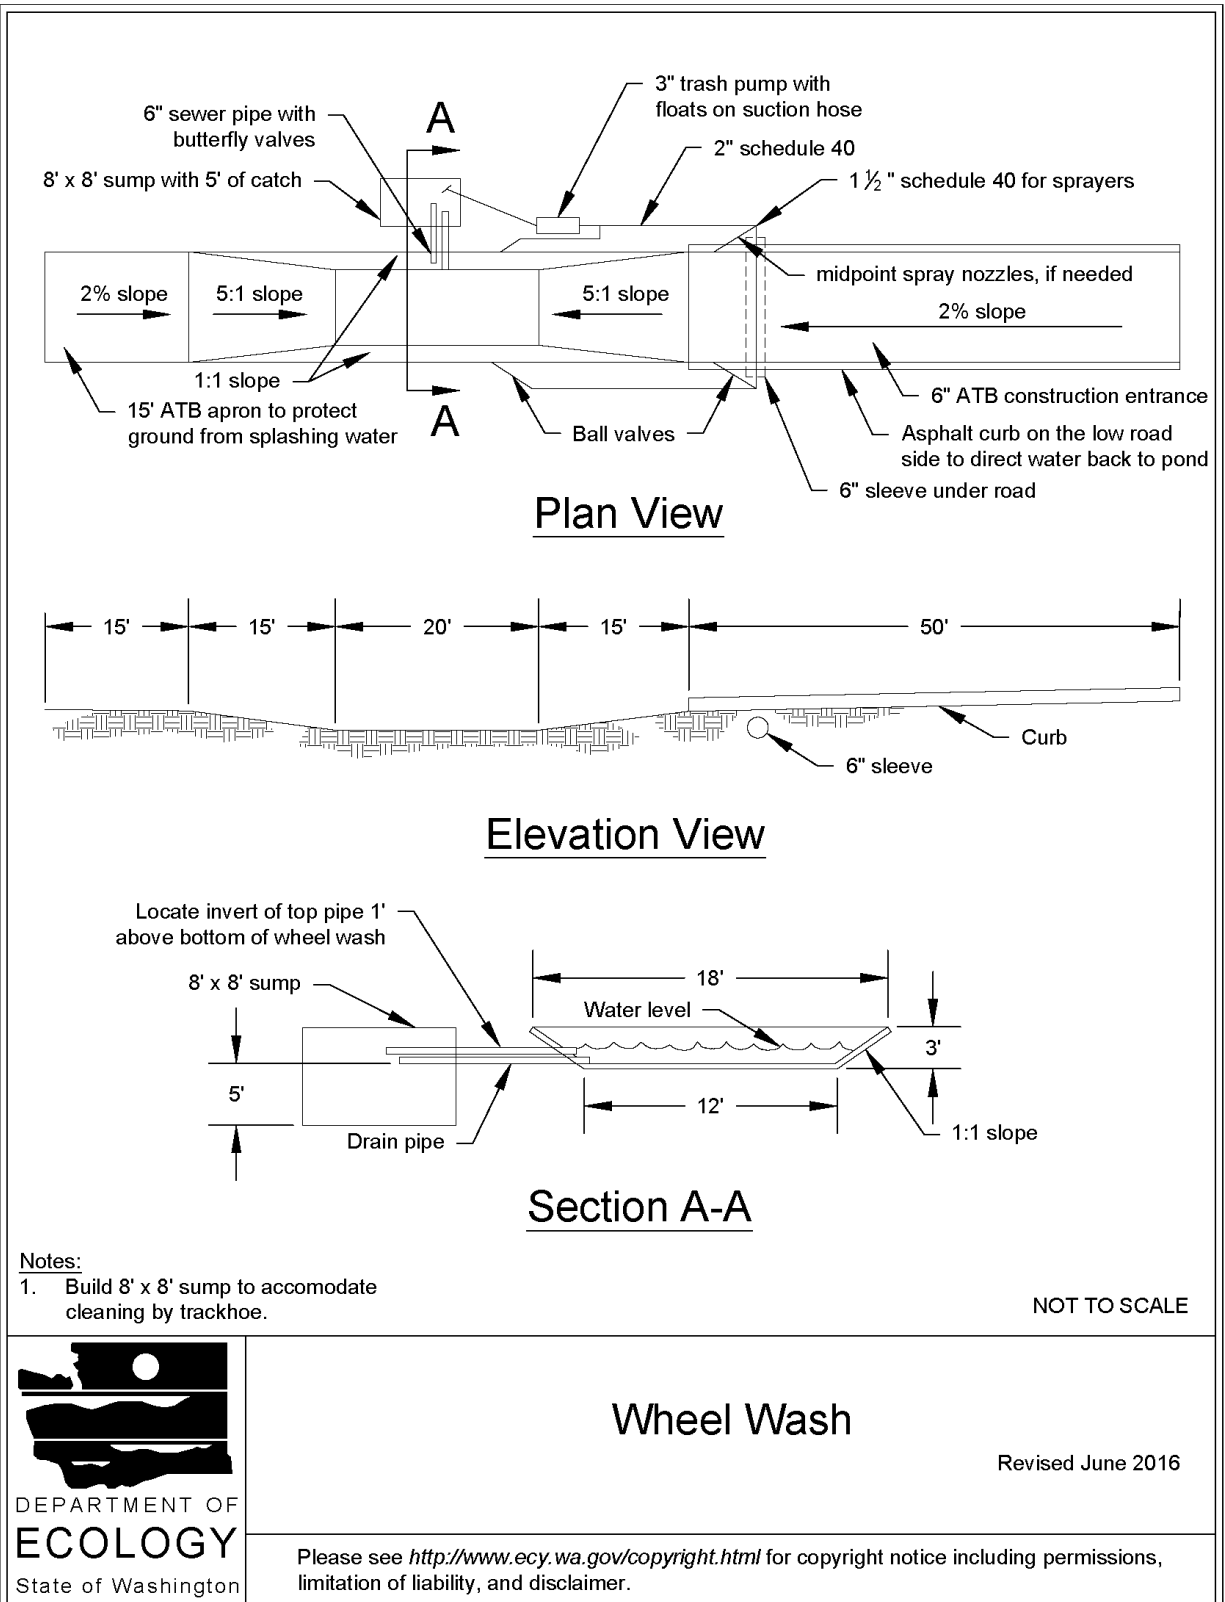 3" trash pump with
floats on suction hose
6" sewer pipe with
butterfly valves
A
2" schedule 40
8' x 8' sump with 5' of catch
1 ½ " schedule 40 for sprayers
midpoint spray nozzles, if needed
2% slope
5:1 slope
5:1 slope
2% slope
1:1 slope
6" ATB construction entrance
15' ATB apron to protect
ground from splashing water
A
Ball valves
Asphalt curb on the low road
side to direct water back to pond
6" sleeve under road
Plan View
15'
15'
20'
15'
50'
Curb
6" sleeve
Elevation View
Locate invert of top pipe 1'
above bottom of wheel wash
8' x 8' sump
18'
Water level
3'
5'
12'
Drain pipe
1:1 slope
Section A-A
Notes:
1. Build 8' x 8' sump to accomodate
cleaning by trackhoe.
NOT TO SCALE
Wheel Wash
Revised June 2016
DEPARTMENT OF
ECOLOGY
State of Washington
Please see http://www.ecy.wa.gov/copyright.html for copyright notice including permissions,
limitation of liability, and disclaimer.